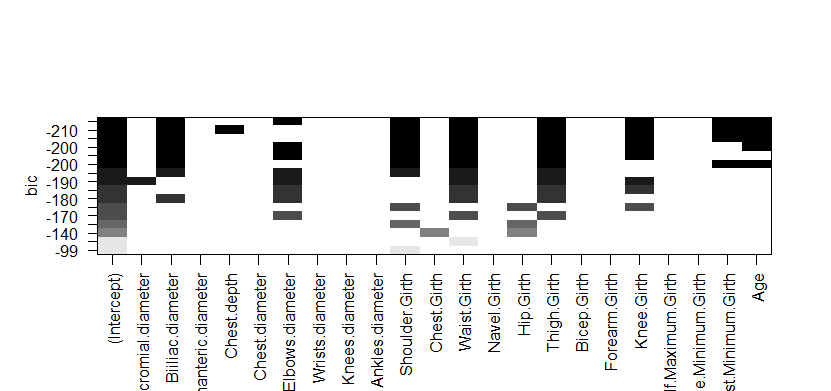 bic
-210
-200
-200
-190
-180
-170
-140
-99
(Intercept)
cromial.diameter
Biiliac.diameter
anteric.diameter
Chest.depth
Chest.diameter
Elbows.diameter
Wrists.diameter
Knees.diameter
Ankles.diameter
Shoulder.Girth
Chest.Girth
Waist.Girth
Navel.Girth
Hip.Girth
Thigh.Girth
Bicep.Girth
Forearm.Girth
Knee.Girth
lf.Maximum.Girth
e.Minimum.Girth
st.Minimum.Girth
Age